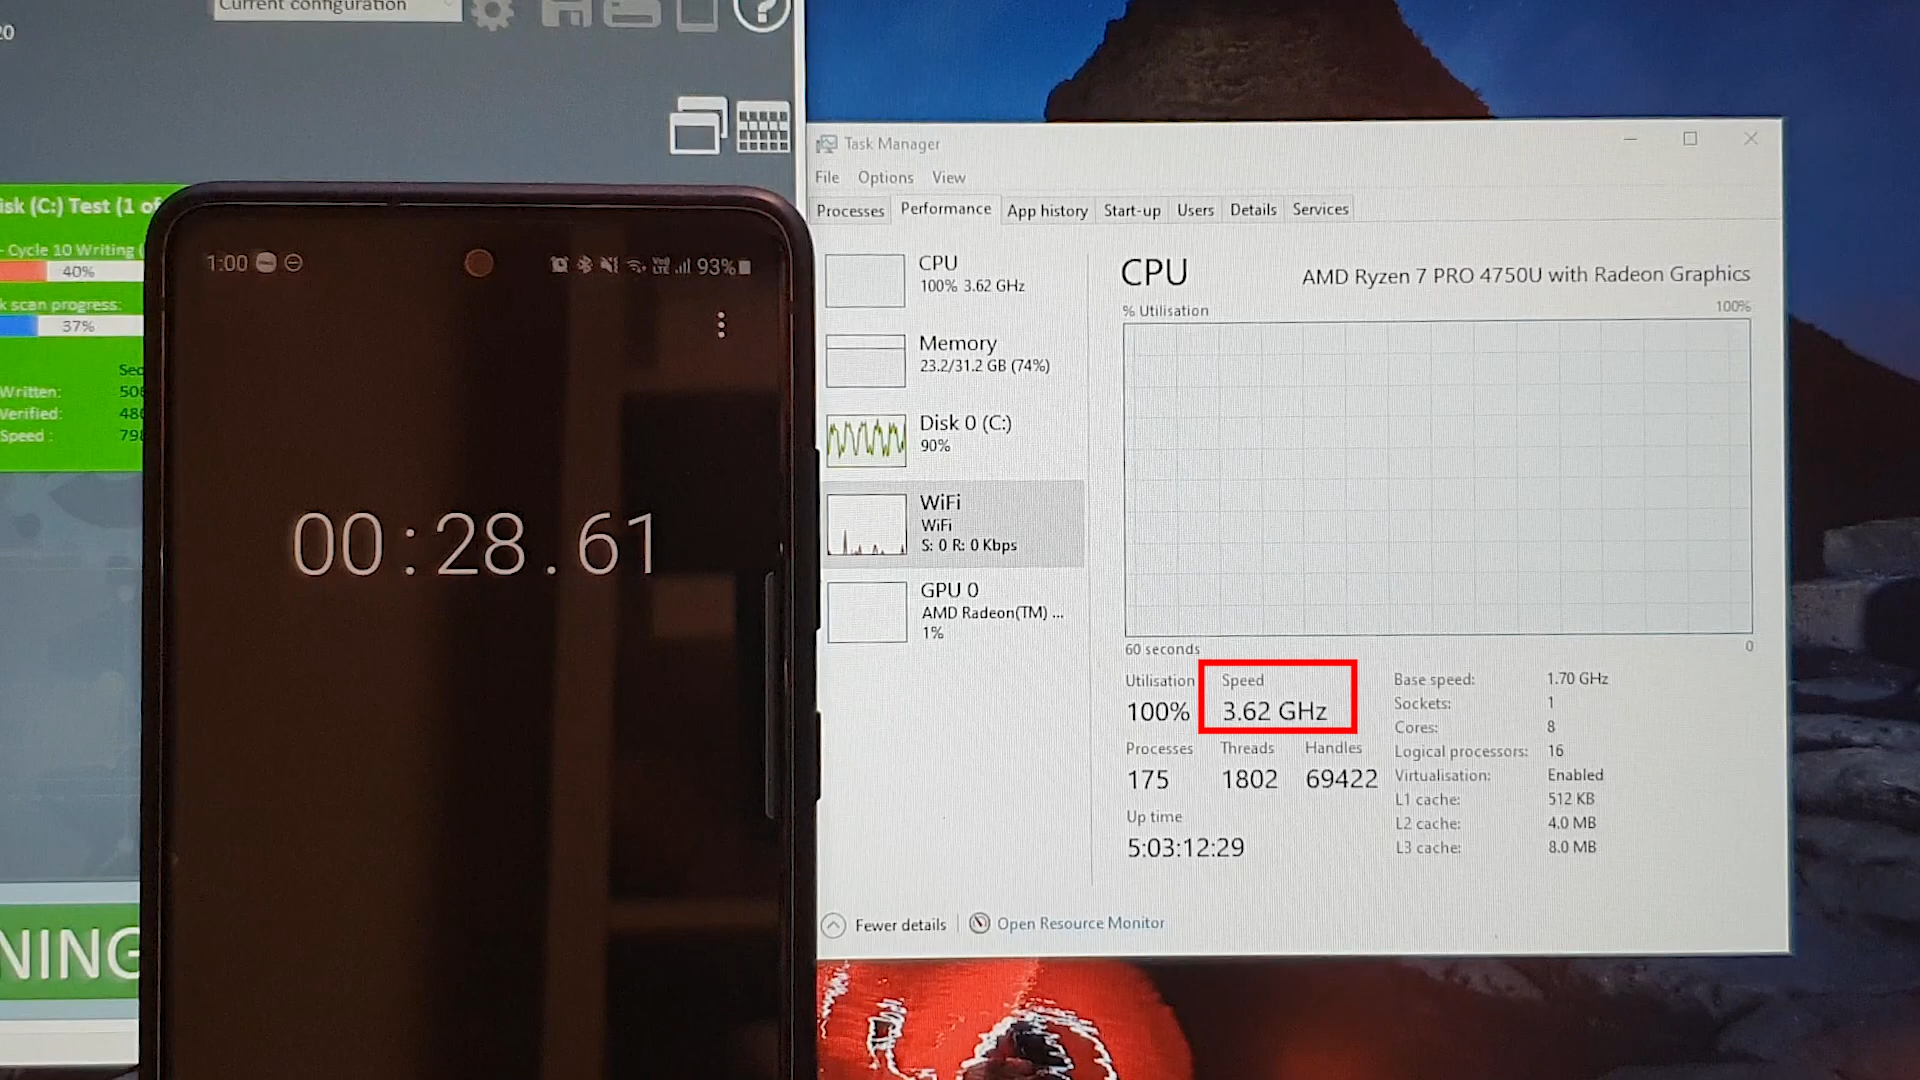 20
Current configuration
?
isk (C:) Test (1 of
- Cycle 10 Writing (
40%
k scan progress:
37%
Written:
Verified: 480
Speed : 798
NING
1:00
93%
00:28.61
Task Manager
File Options View
Processes Performance App history Start-up Users Details Services
CPU
100% 3.62 GHz
Memory
23.2/31.2 GB (74%)
Disk 0 (C:)
90%
WiFi
WiFi
S: 0 R: 0 Kbps
GPU 0
AMD Radeon(TM) ...
1%
CPU AMD Ryzen 7 PRO 4750U with Radeon Graphics
% Utilisation 100%
60 seconds 0
Utilisation Speed
100% 3.62 GHz
Processes Threads Handles
175 1802 69422
Up time
5:03:12:29
Base speed: 1.70 GHz
Sockets: 1
Cores: 8
Logical processors: 16
Virtualisation: Enabled
L1 cache: 512 KB
L2 cache: 4.0 MB
L3 cache: 8.0 MB
Fewer details Open Resource Monitor